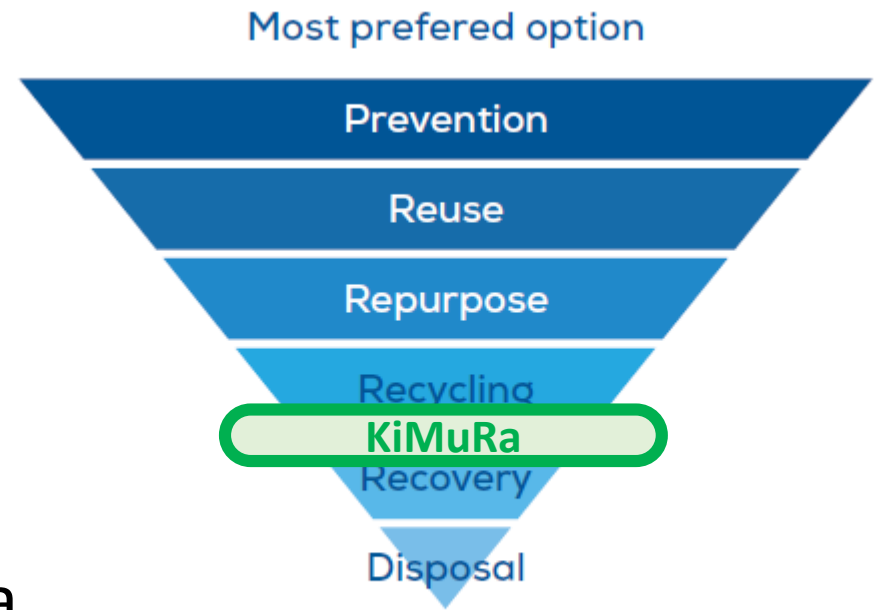 Most prefered option
Prevention
Reuse
Repurpose
Recycling
KiMuRa
Recovery
Disposal
a